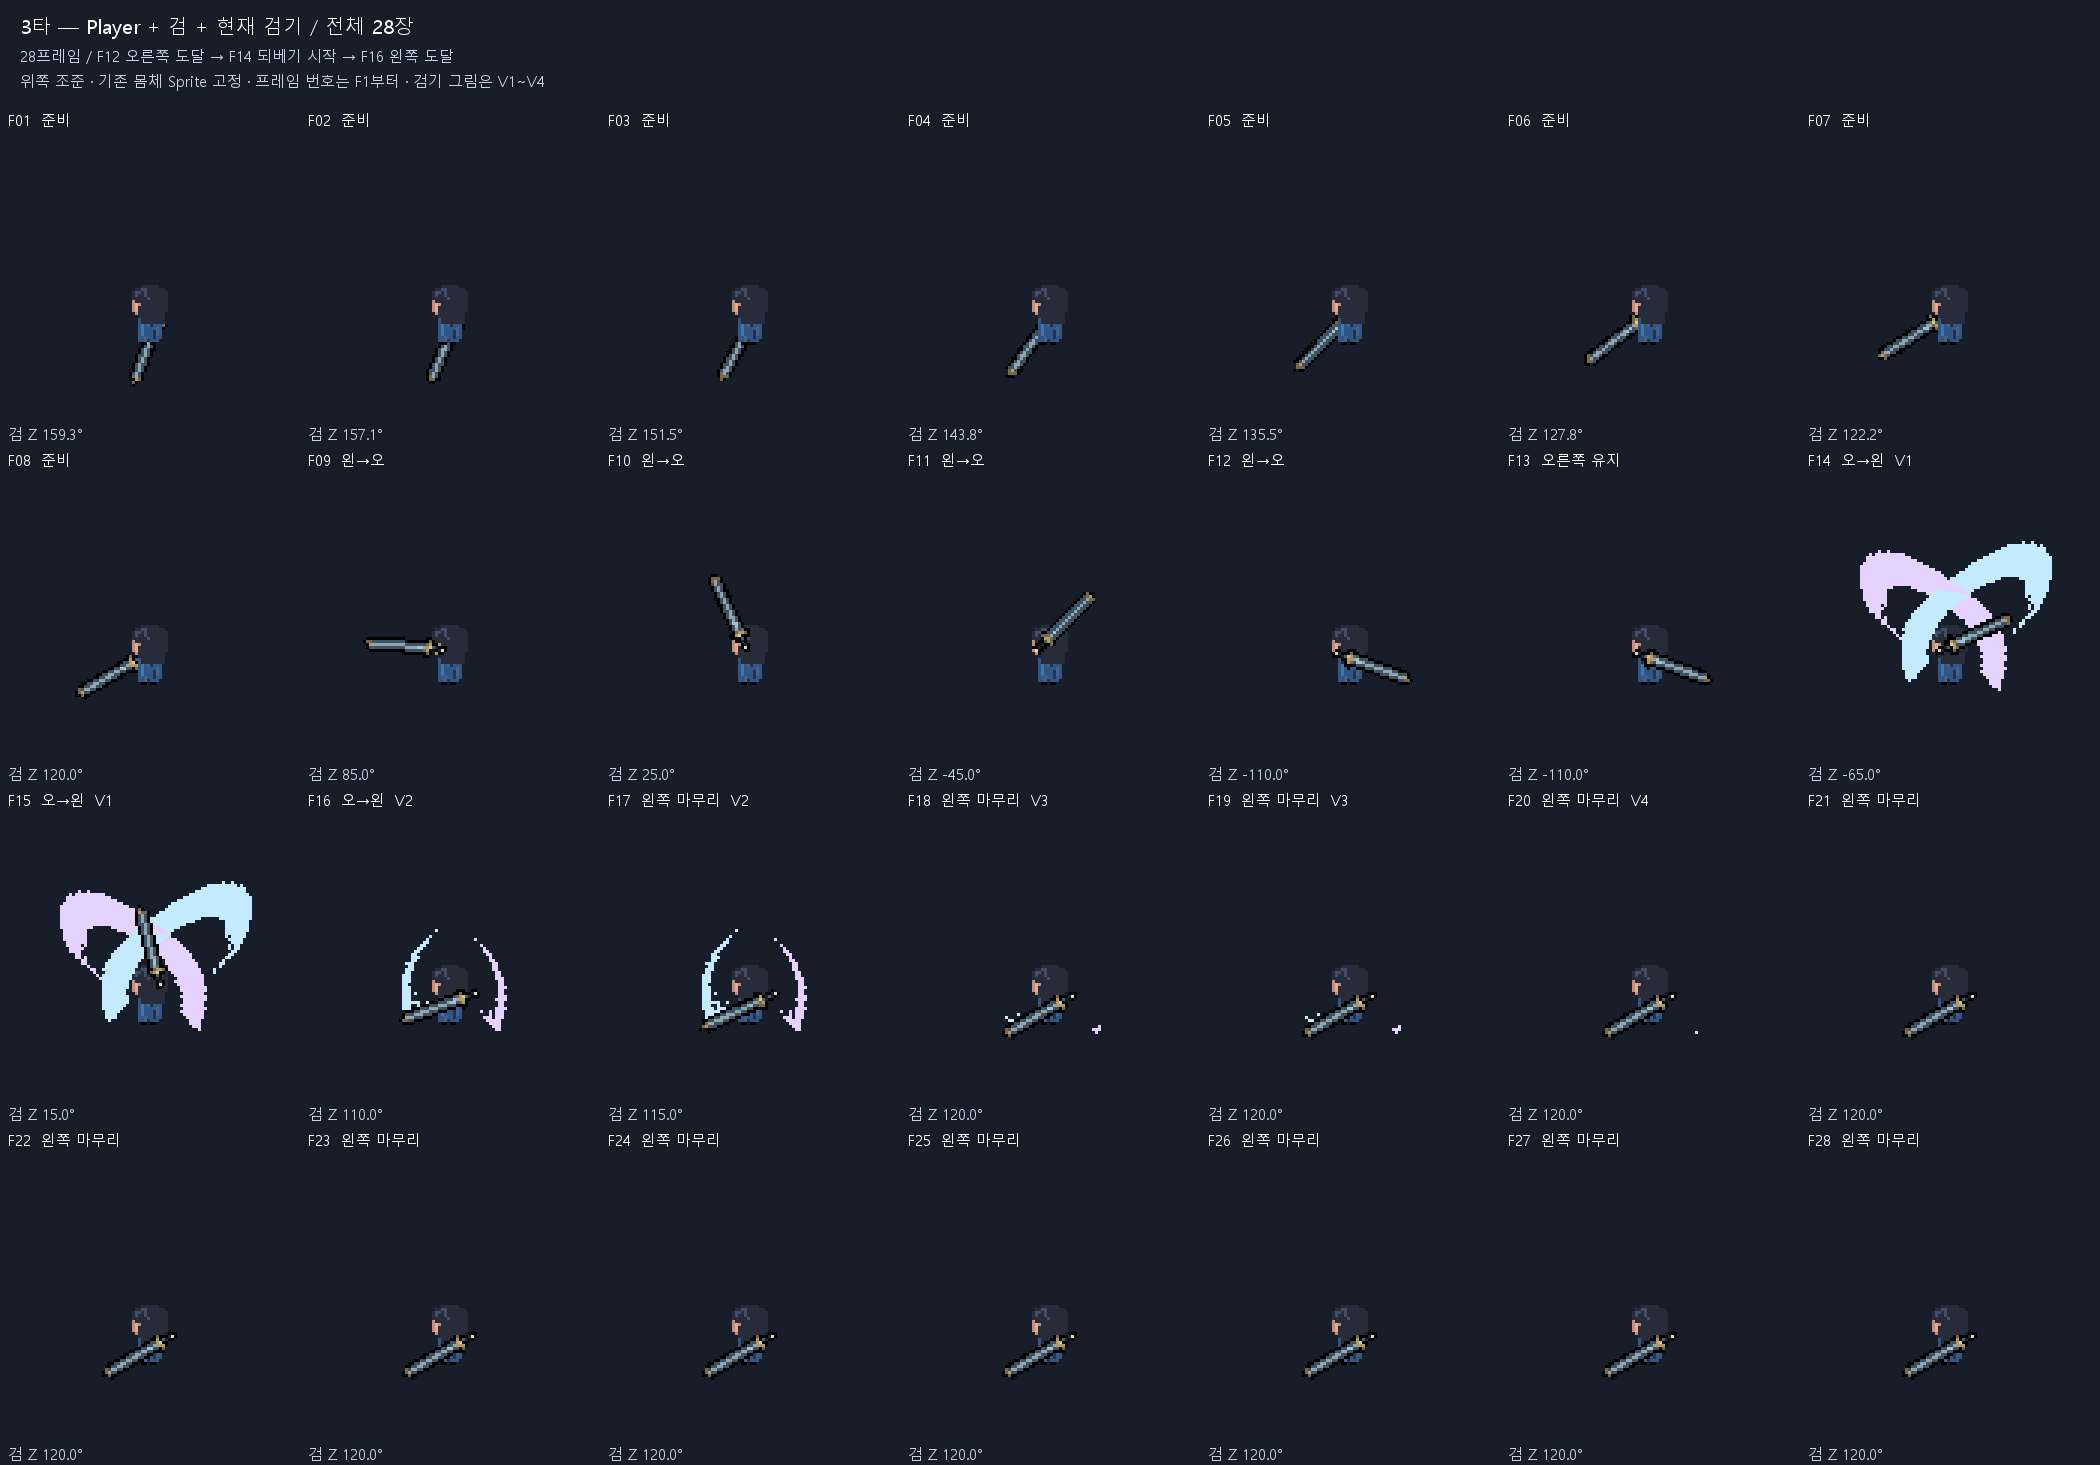 3타 — Player + 검 + 현재 검기 / 전체 28장
28프레임 / F12 오른쪽 도달 → F14 되베기 시작 → F16 왼쪽 도달
위쪽 조준 · 기존 몸체 Sprite 고정 · 프레임 번호는 F1부터 · 검기 그림은 V1~V4
F01 준비
F02 준비
F03 준비
F04 준비
F05 준비
F06 준비
F07 준비
검 Z 159.3°
검 Z 157.1°
검 Z 151.5°
검 Z 143.8°
검 Z 135.5°
검 Z 127.8°
검 Z 122.2°
F08 준비
F09 왼→오
F10 왼→오
F11 왼→오
F12 왼→오
F13 오른쪽 유지
F14 오→왼 V1
검 Z 120.0°
검 Z 85.0°
검 Z 25.0°
검 Z -45.0°
검 Z -110.0°
검 Z -110.0°
검 Z -65.0°
F15 오→왼 V1
F16 오→왼 V2
F17 왼쪽 마무리 V2
F18 왼쪽 마무리 V3
F19 왼쪽 마무리 V3
F20 왼쪽 마무리 V4
F21 왼쪽 마무리
검 Z 15.0°
검 Z 110.0°
검 Z 115.0°
검 Z 120.0°
검 Z 120.0°
검 Z 120.0°
검 Z 120.0°
F22 왼쪽 마무리
F23 왼쪽 마무리
F24 왼쪽 마무리
F25 왼쪽 마무리
F26 왼쪽 마무리
F27 왼쪽 마무리
F28 왼쪽 마무리
검 Z 120.0°
검 Z 120.0°
검 Z 120.0°
검 Z 120.0°
검 Z 120.0°
검 Z 120.0°
검 Z 120.0°